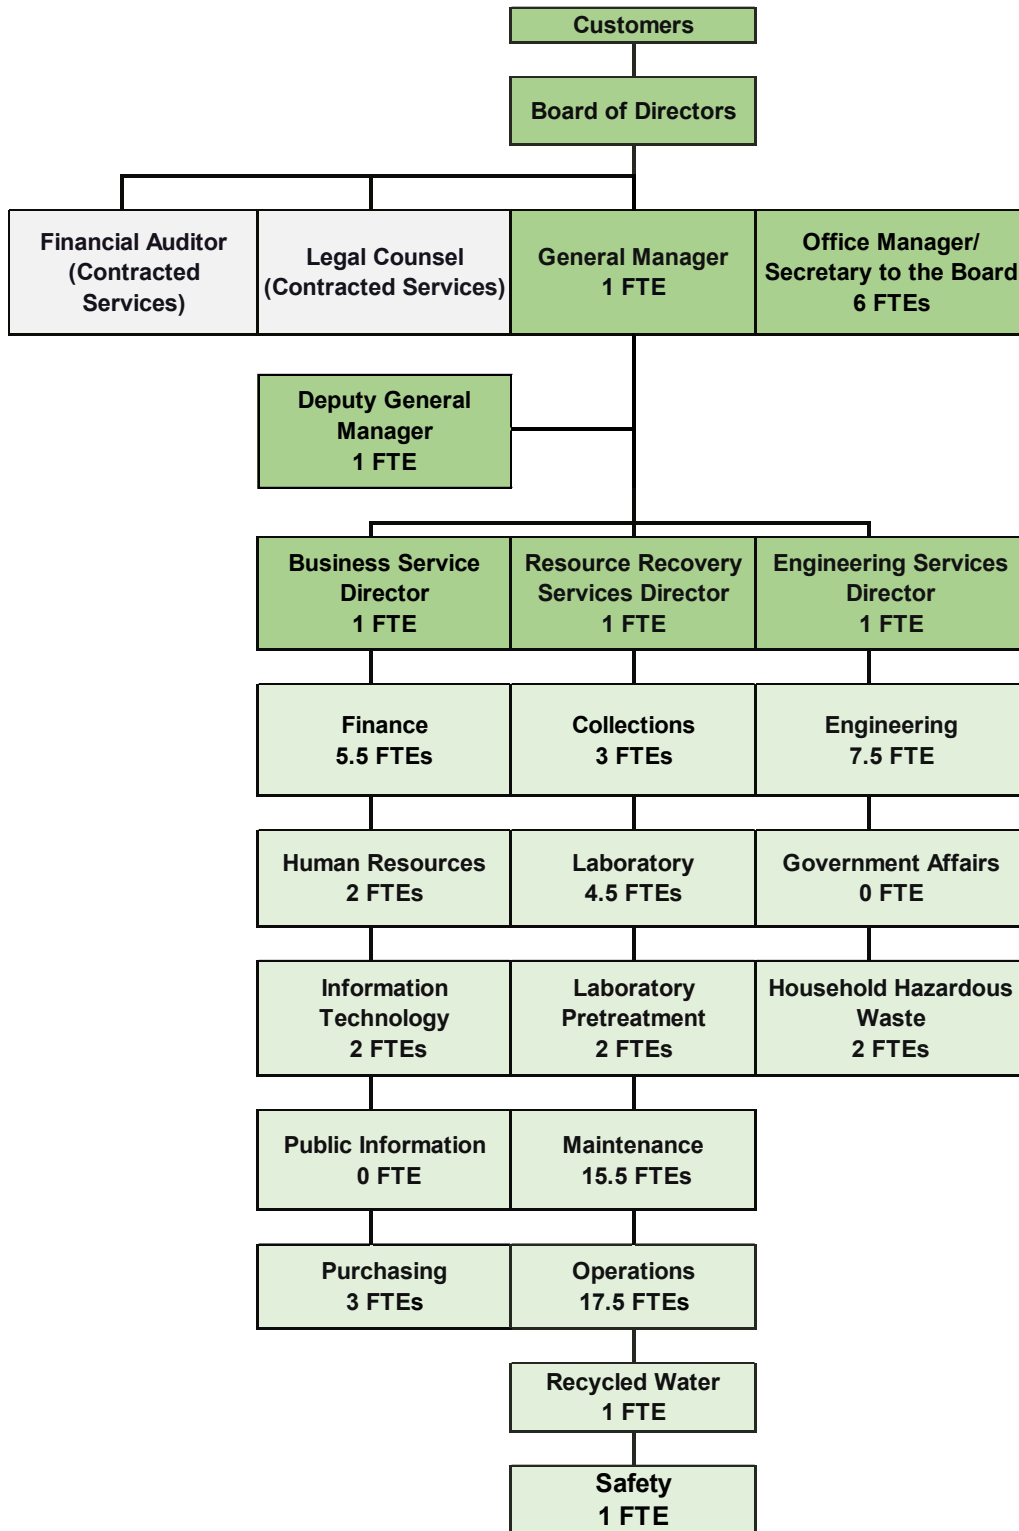 Customers
Board of Directors
Financial Auditor
(Contracted
Services)
Legal Counsel
(Contracted Services)
General Manager
1 FTE
Office Manager/
Secretary to the Board
6 FTEs
Deputy General
Manager
1 FTE
Business Service
Director
1 FTE
Resource Recovery
Services Director
1 FTE
Engineering Services
Director
1 FTE
Finance
5.5 FTEs
Collections
3 FTEs
Engineering
7.5 FTE
Human Resources
2 FTEs
Laboratory
4.5 FTEs
Government Affairs
0 FTE
Information
Technology
2 FTEs
Laboratory
Pretreatment
2 FTEs
Household Hazardous
Waste
2 FTEs
Public Information
0 FTE
Maintenance
15.5 FTEs
Purchasing
3 FTEs
Operations
17.5 FTEs
Recycled Water
1 FTE
Safety
1 FTE